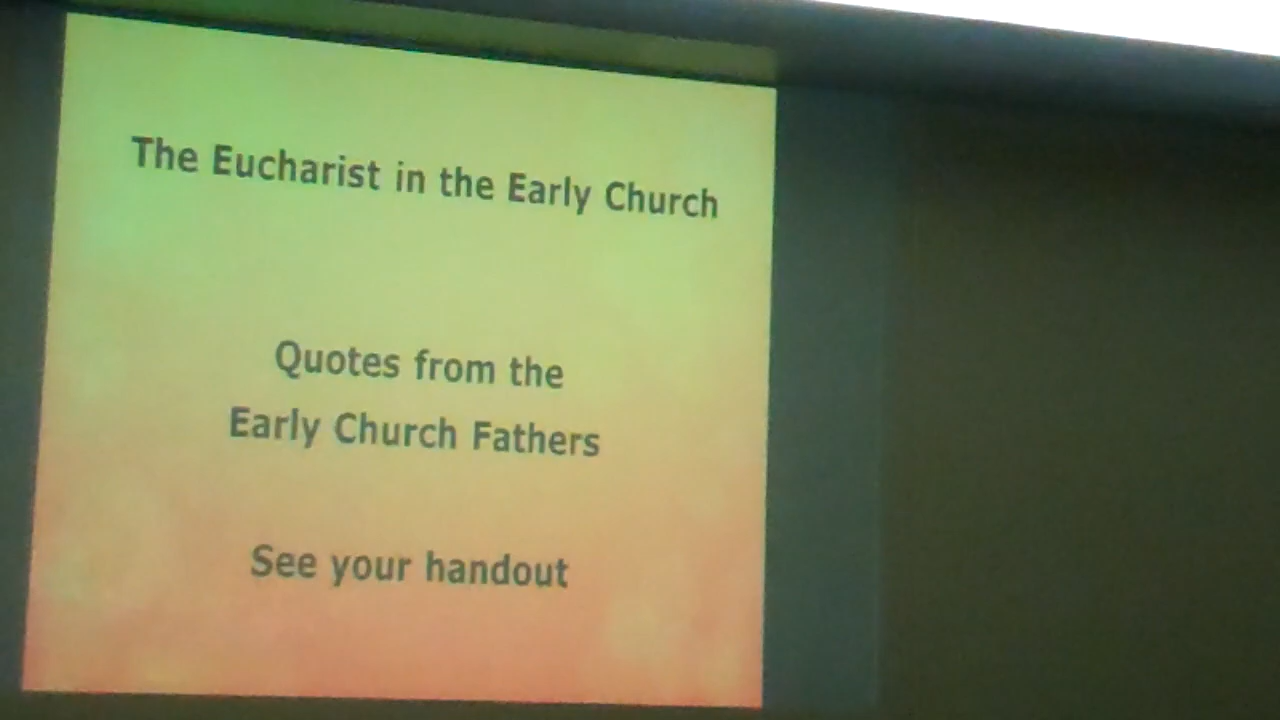 The Eucharist in the Early Church
Quotes from the
Early Church Fathers
See your handout